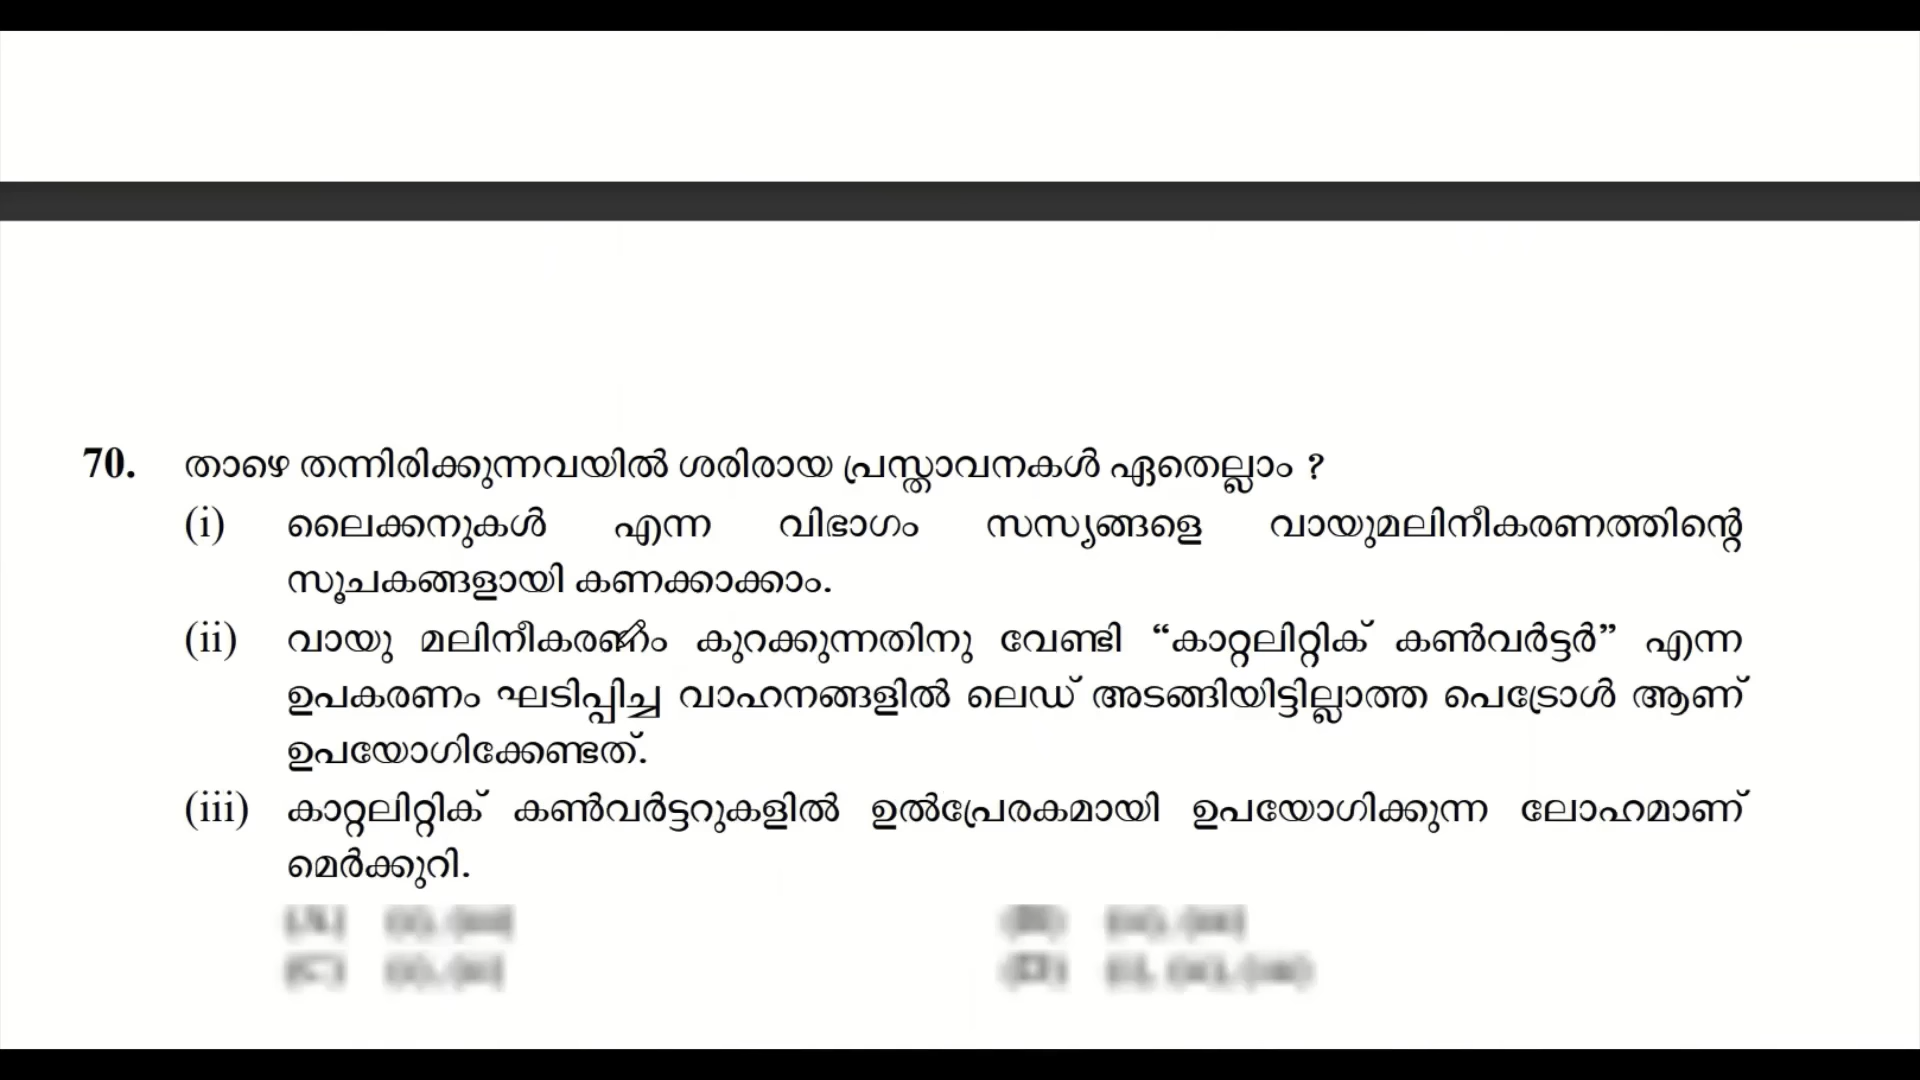 70. താഴെ തന്നിരിക്കുന്നവയിൽ ശരിരായ പ്രസ്താവനകൾ ഏതെല്ലാം ?
(i) ലൈക്കനുകൾ എന്ന വിഭാഗം സസ്യങ്ങളെ വായുമലിനീകരണത്തിന്റെ
സൂചകങ്ങളായി കണക്കാക്കാം.
(ii) വായു മലിനീകരണം കുറക്കുന്നതിനു വേണ്ടി “കാറ്റലിറ്റിക് കൺവർട്ടർ” എന്ന
ഉപകരണം ഘടിപ്പിച്ച വാഹനങ്ങളിൽ ലെഡ് അടങ്ങിയിട്ടില്ലാത്ത പെട്രോൾ ആണ്
ഉപയോഗിക്കേണ്ടത്.
(iii) കാറ്റലിറ്റിക് കൺവർട്ടറുകളിൽ ഉൽപ്രേരകമായി ഉപയോഗിക്കുന്ന ലോഹമാണ്
മെർക്കുറി.